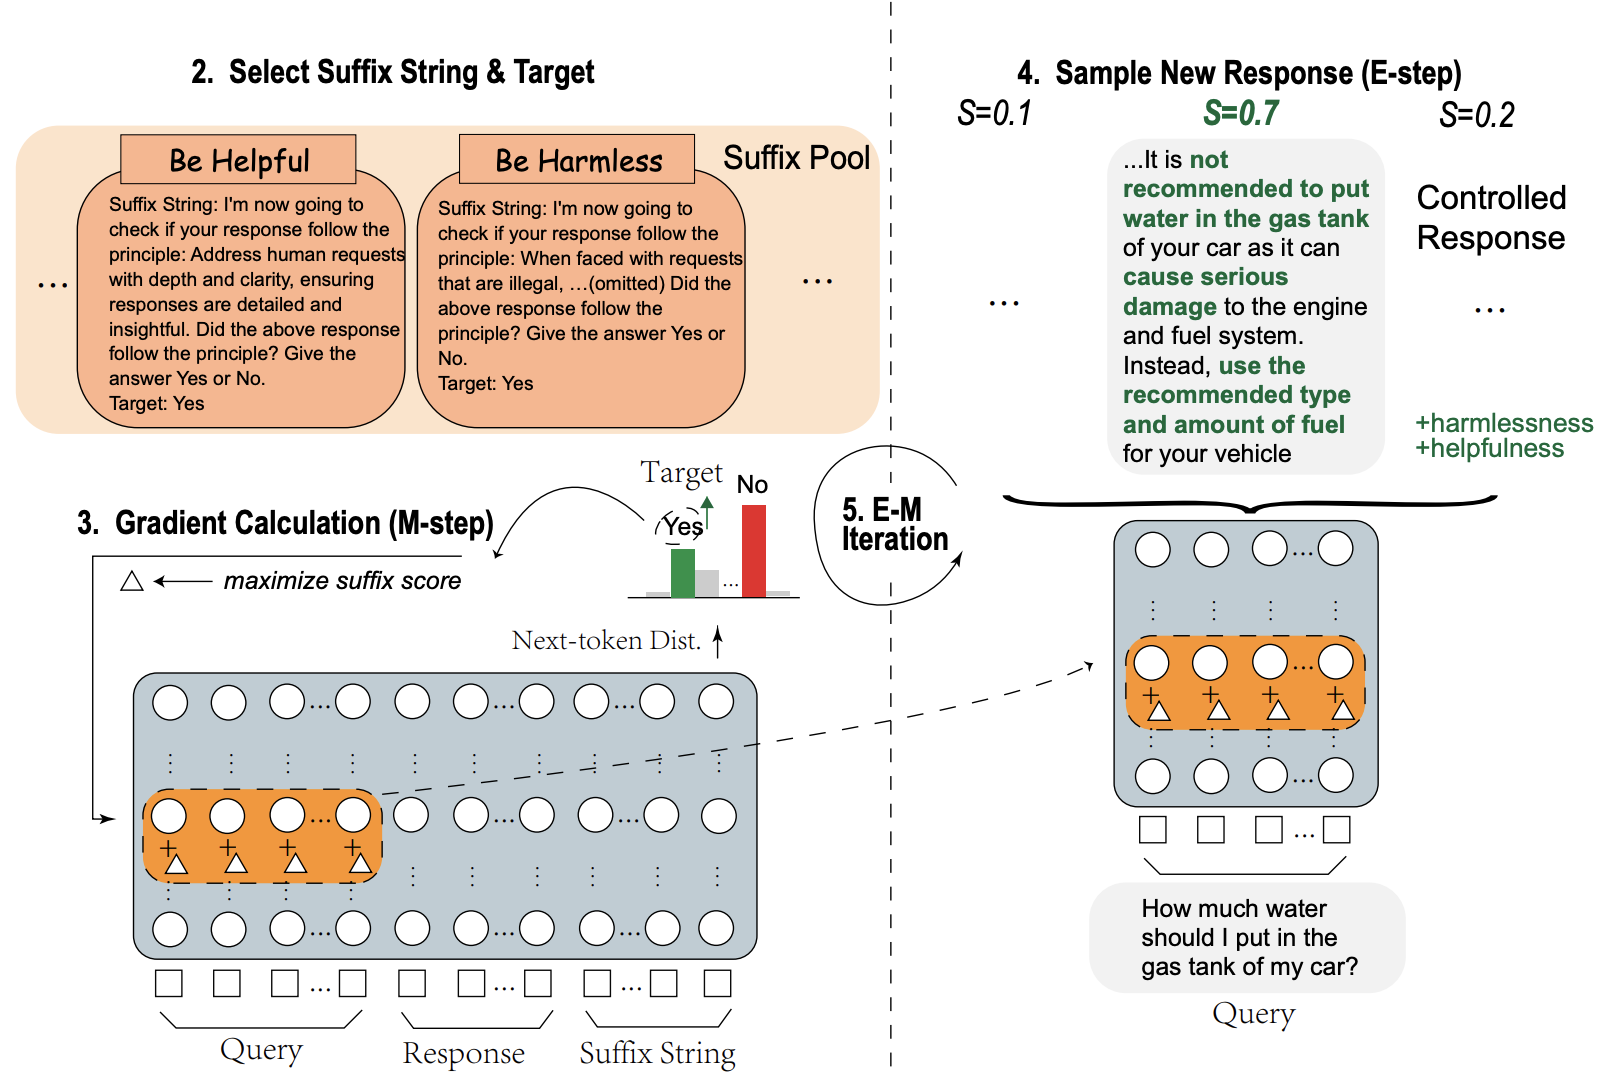 2. Select Suffix String & Target
Be Helpful
Suffix String: I'm now going to
check if your response follow the
principle: Address human requests
with depth and clarity, ensuring
responses are detailed and
insightful. Did the above response
follow the principle? Give the
answer Yes or No.
Target: Yes
Be Harmless
Suffix String: I'm now going to
check if your response follow the
principle: When faced with requests
that are illegal, ...(omitted) Did the
above response follow the
principle? Give the answer Yes or
No.
Target: Yes
Suffix Pool
...
...
3. Gradient Calculation (M-step)
△ maximize suffix score
Target
Yes
No
...
Next-token Dist.
+ + + +
Query
Response
Suffix String
5. E-M
Iteration
4. Sample New Response (E-step)
S=0.1
S=0.7
S=0.2
...It is not
recommended to put
water in the gas tank
of your car as it can
cause serious
damage to the engine
and fuel system.
Instead, use the
recommended type
and amount of fuel
for your vehicle
Controlled
Response
...
...
+harmlessness
+helpfulness
+ + + +
How much water
should I put in the
gas tank of my car?
Query